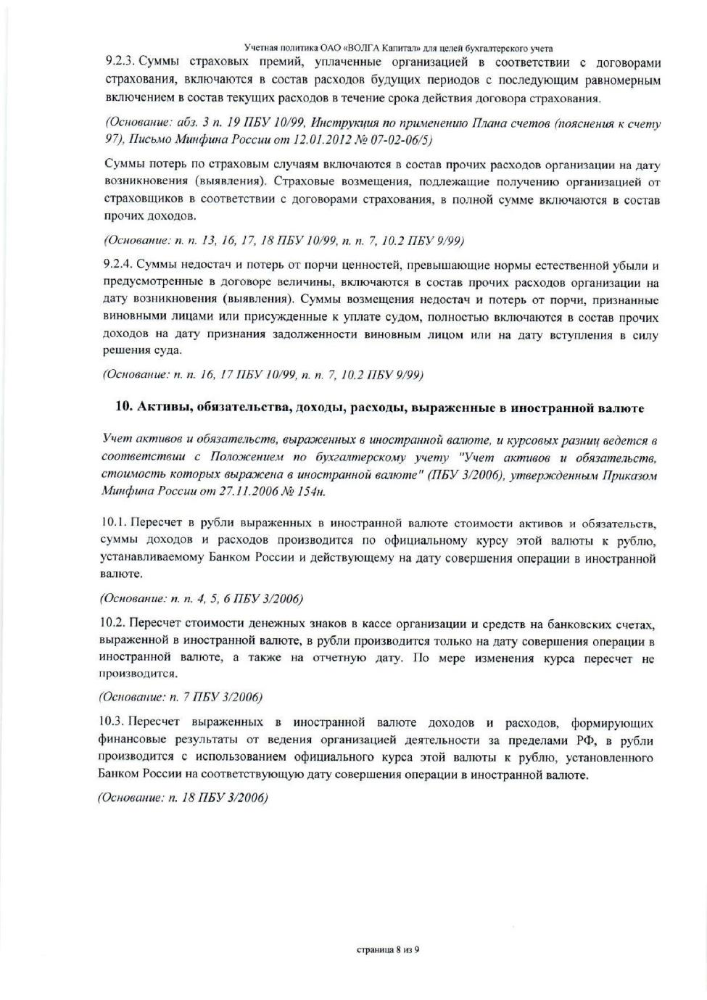 Учетная политика ОАО «ВОЛГА Капитал» для целей бухгалтерского учета
9.2.3. Суммы страховых премий, уплаченные организацией в соответствии с договорами
страхования, включаются в состав расходов будущих периодов с последующим равномерным
включением в состав текущих расходов в течение срока действия договора страхования.
(Основание: абз. 3 п. 19 ПБУ 10/99, Инструкция по применению Плана счетов (пояснения к счету
97), Письмо Минфина России от 12.01.2012 № 07-02-06/5)
Суммы потерь по страховым случаям включаются в состав прочих расходов организации на дату
возникновения (выявления). Страховые возмещения, подлежащие получению организацией от
страховщиков в соответствии с договорами страхования, в полной сумме включаются в состав
прочих доходов.
(Основание: п. п. 13, 16, 17, 18 ПБУ 10/99, п. п. 7, 10.2 ПБУ 9/99)
9.2.4. Суммы недостач и потерь от порчи ценностей, превышающие нормы естественной убыли и
предусмотренные в договоре величины, включаются в состав прочих расходов организации на
дату возникновения (выявления). Суммы возмещения недостач и потерь от порчи, признанные
виновными лицами или присужденные к уплате судом, полностью включаются в состав прочих
доходов на дату признания задолженности виновным лицом или на дату вступления в силу
решения суда.
(Основание: п. п. 16, 17 ПБУ 10/99, п. п. 7, 10.2 ПБУ 9/99)
10. Активы, обязательства, доходы, расходы, выраженные в иностранной валюте
Учет активов и обязательств, выраженных в иностранной валюте, и курсовых разниц ведется в
соответствии с Положением по бухгалтерскому учету "Учет активов и обязательств,
стоимость которых выражена в иностранной валюте" (ПБУ 3/2006), утвержденным Приказом
Минфина России от 27.11.2006 № 154н.
10.1. Пересчет в рубли выраженных в иностранной валюте стоимости активов и обязательств,
суммы доходов и расходов производится по официальному курсу этой валюты к рублю,
устанавливаемому Банком России и действующему на дату совершения операции в иностранной
валюте.
(Основание: п. п. 4, 5, 6 ПБУ 3/2006)
10.2. Пересчет стоимости денежных знаков в кассе организации и средств на банковских счетах,
выраженной в иностранной валюте, в рубли производится только на дату совершения операции в
иностранной валюте, а также на отчетную дату. По мере изменения курса пересчет не
производится.
(Основание: п. 7 ПБУ 3/2006)
10.3. Пересчет выраженных в иностранной валюте доходов и расходов, формирующих
финансовые результаты от ведения организацией деятельности за пределами РФ, в рубли
производится с использованием официального курса этой валюты к рублю, установленного
Банком России на соответствующую дату совершения операции в иностранной валюте.
(Основание: п. 18 ПБУ 3/2006)
страница 8 из 9